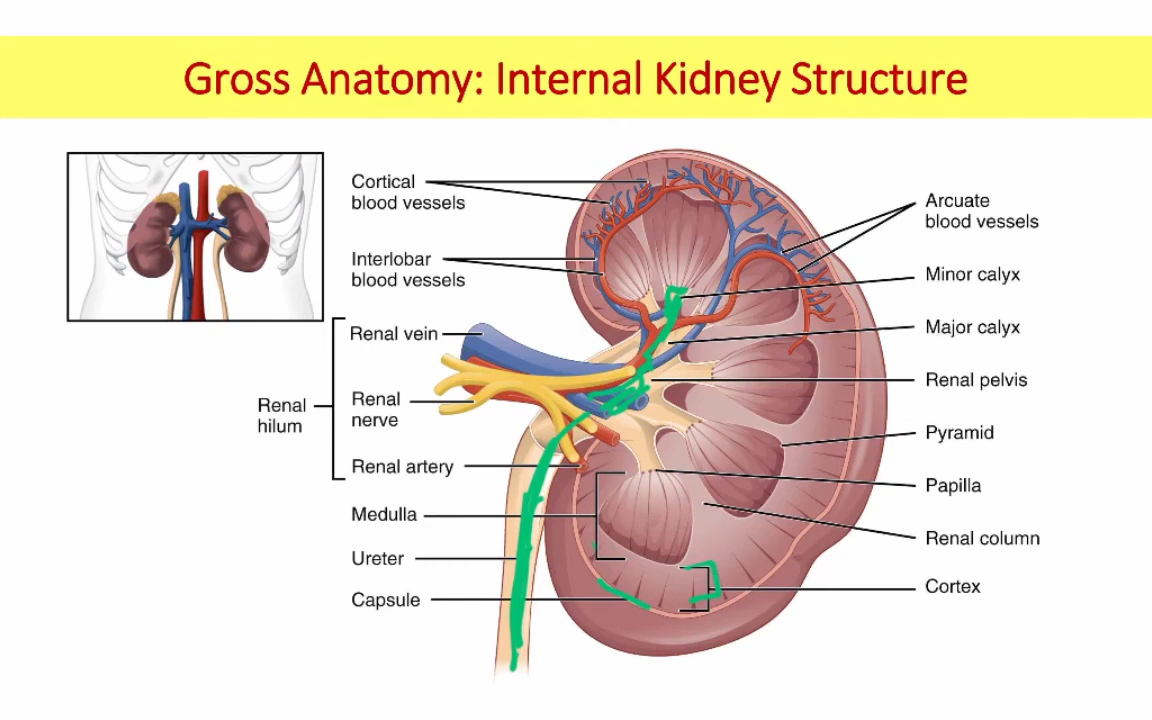 Gross Anatomy: Internal Kidney Structure
Cortical
blood vessels
Interlobar
blood vessels
Renal vein
Renal
hilum
Renal
nerve
Renal artery
Medulla
Ureter
Capsule
Arcuate
blood vessels
Minor calyx
Major calyx
Renal pelvis
Pyramid
Papilla
Renal column
Cortex